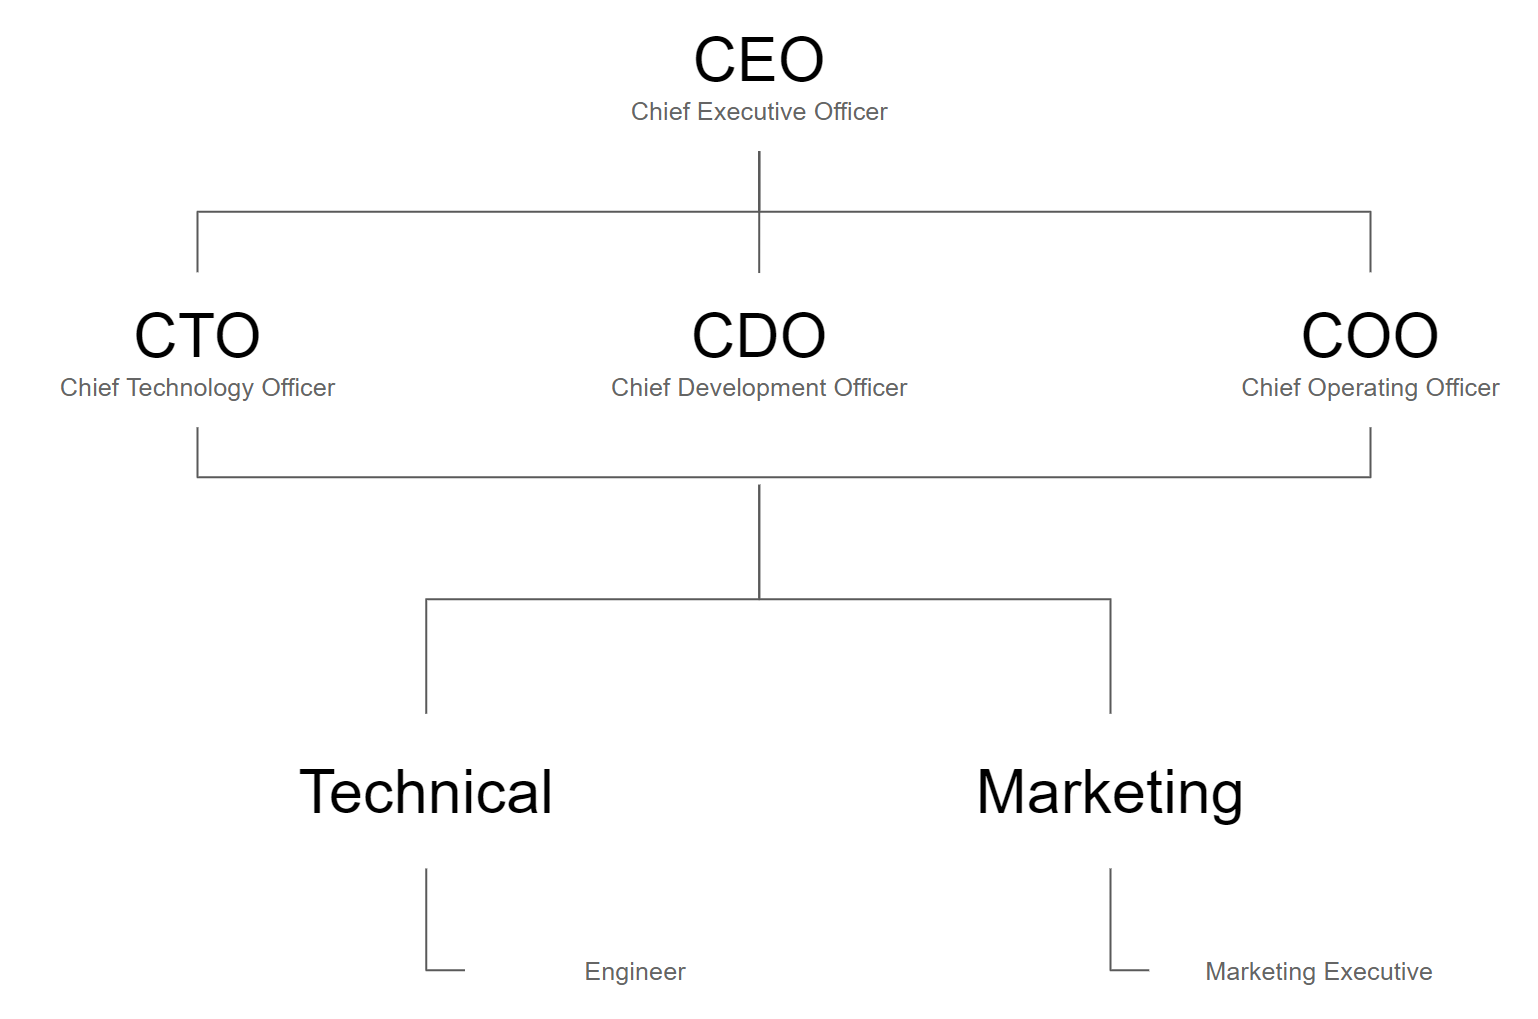 CEO
Chief Executive Officer
CTO
Chief Technology Officer
CDO
Chief Development Officer
COO
Chief Operating Officer
Technical
Marketing
Engineer
Marketing Executive